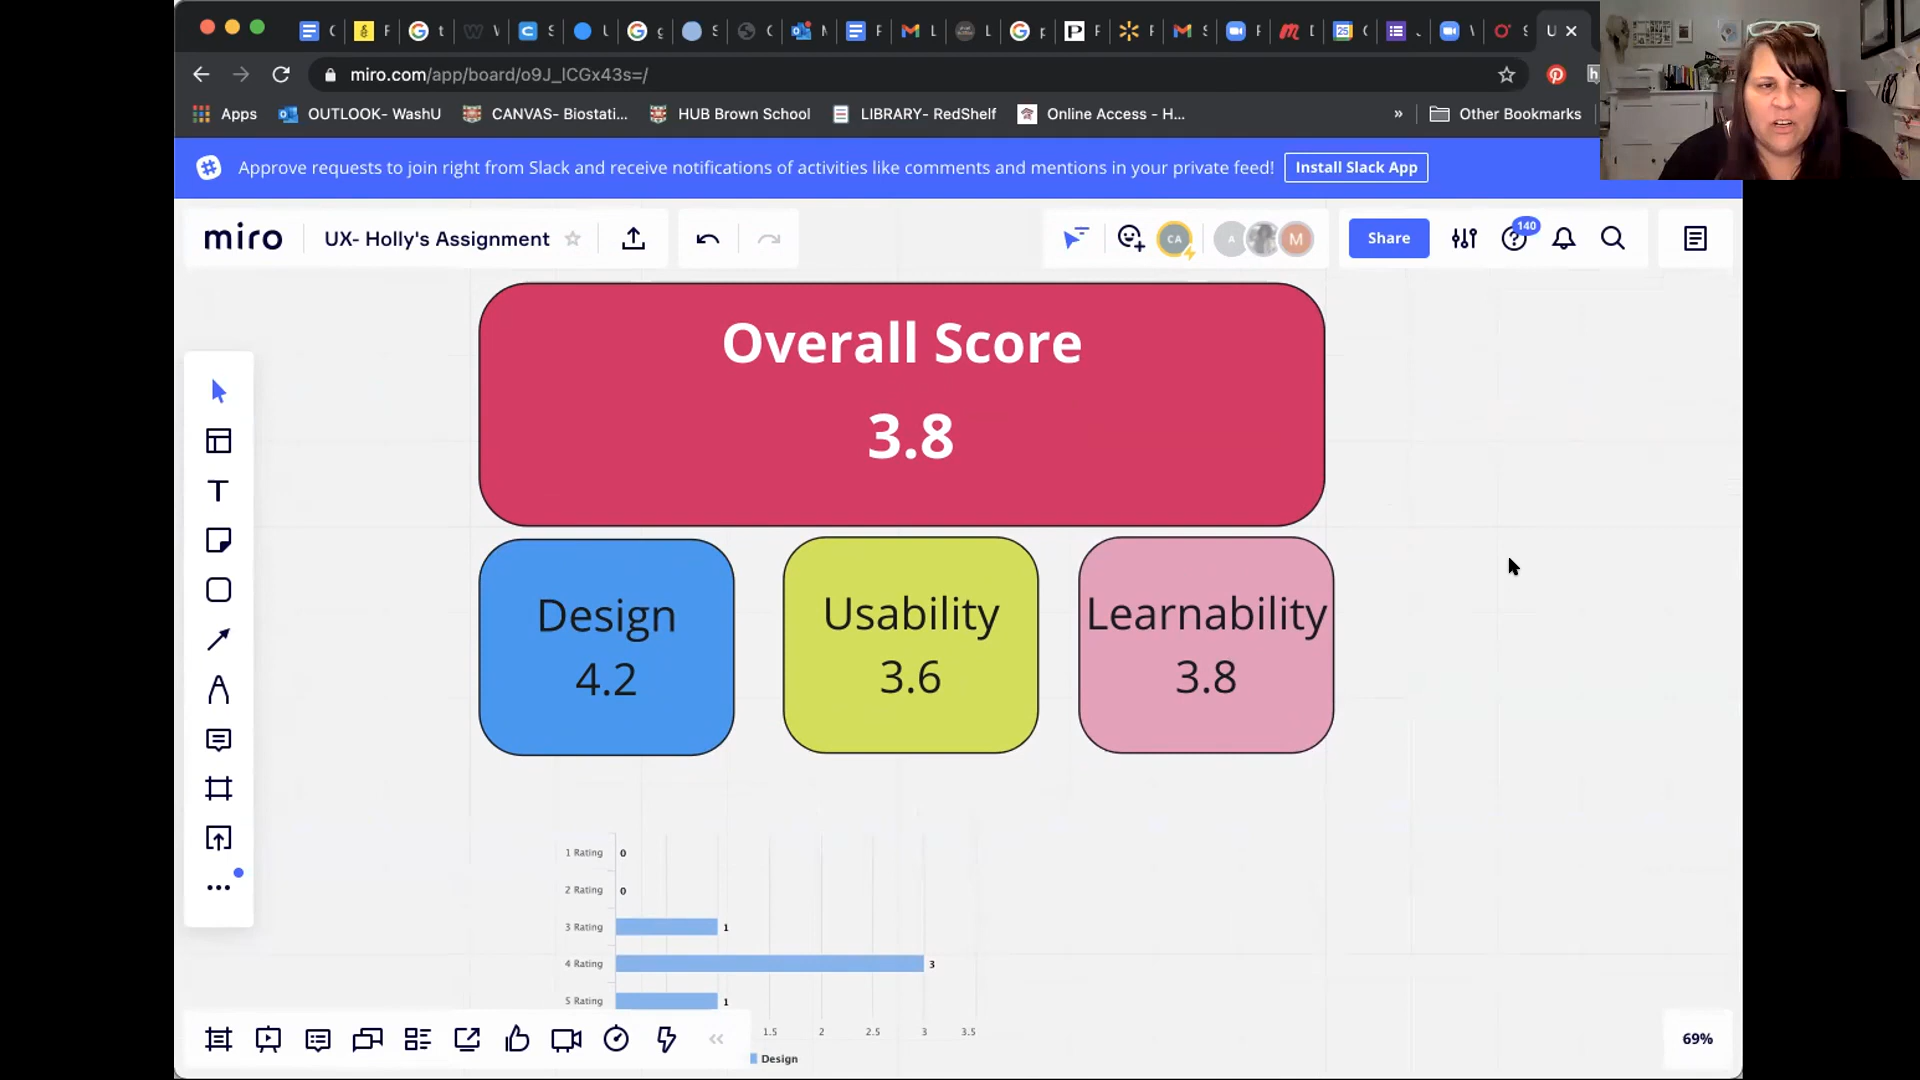 miro.com/app/board/o9J_lCGx43s=/
Apps
OUTLOOK- WashU
CANVAS- Biostati...
HUB Brown School
LIBRARY- RedShelf
Online Access - H...
»
Other Bookmarks
Approve requests to join right from Slack and receive notifications of activities like comments and mentions in your private feed!
Install Slack App
miro
UX- Holly's Assignment
CA
A
M
Share
140
Overall Score
3.8
Design
4.2
Usability
3.6
Learnability
3.8
1 Rating 0
2 Rating 0
3 Rating 1
4 Rating 3
5 Rating 1
1.5 2 2.5 3 3.5
Design
69%